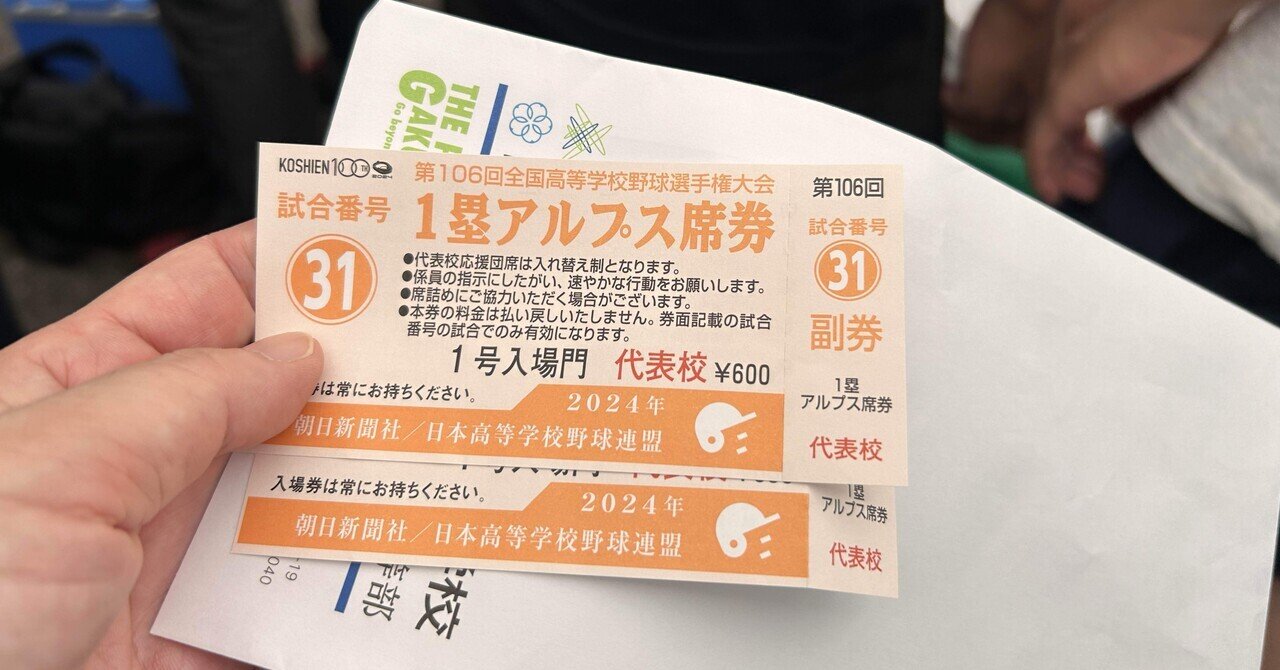 THE
GAK
Go beyon
KOSHIEN 100TH 2024
第106回全国高等学校野球選手権大会
試合番号
31
1塁アルプス席券
●代表校応援団席は入れ替え制となります。
●係員の指示にしたがい、速やかな行動をお願いします。
●席詰めにご協力いただく場合がございます。
●本券の料金は払い戻しいたしません。券面記載の試合
番号の試合でのみ有効になります。
1号入場門 代表校 ¥600
券は常にお持ちください。
2024年
朝日新聞社/日本高等学校野球連盟
第106回
試合番号
31
副券
1塁
アルプス席券
代表校
入場券は常にお持ちください。
2024年
朝日新聞社/日本高等学校野球連盟
1塁
アルプス席券
代表校
校
等部
-19
040